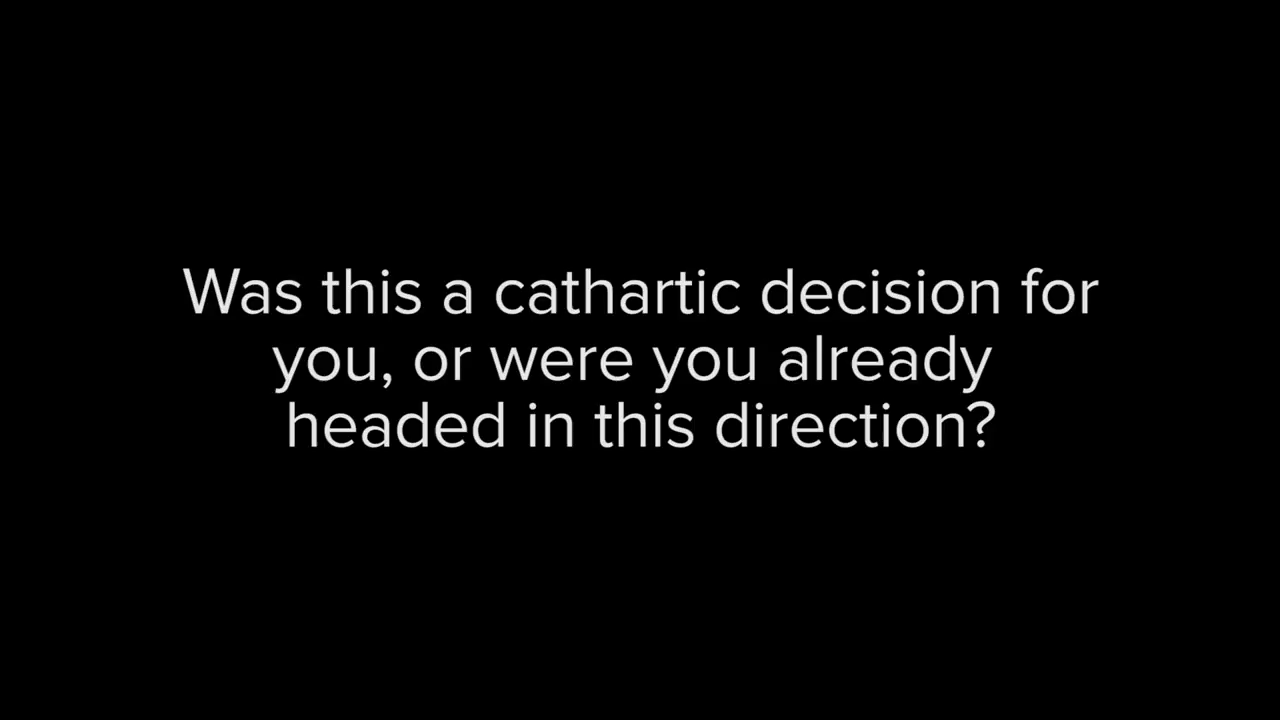 Was this a cathartic decision for
you, or were you already
headed in this direction?